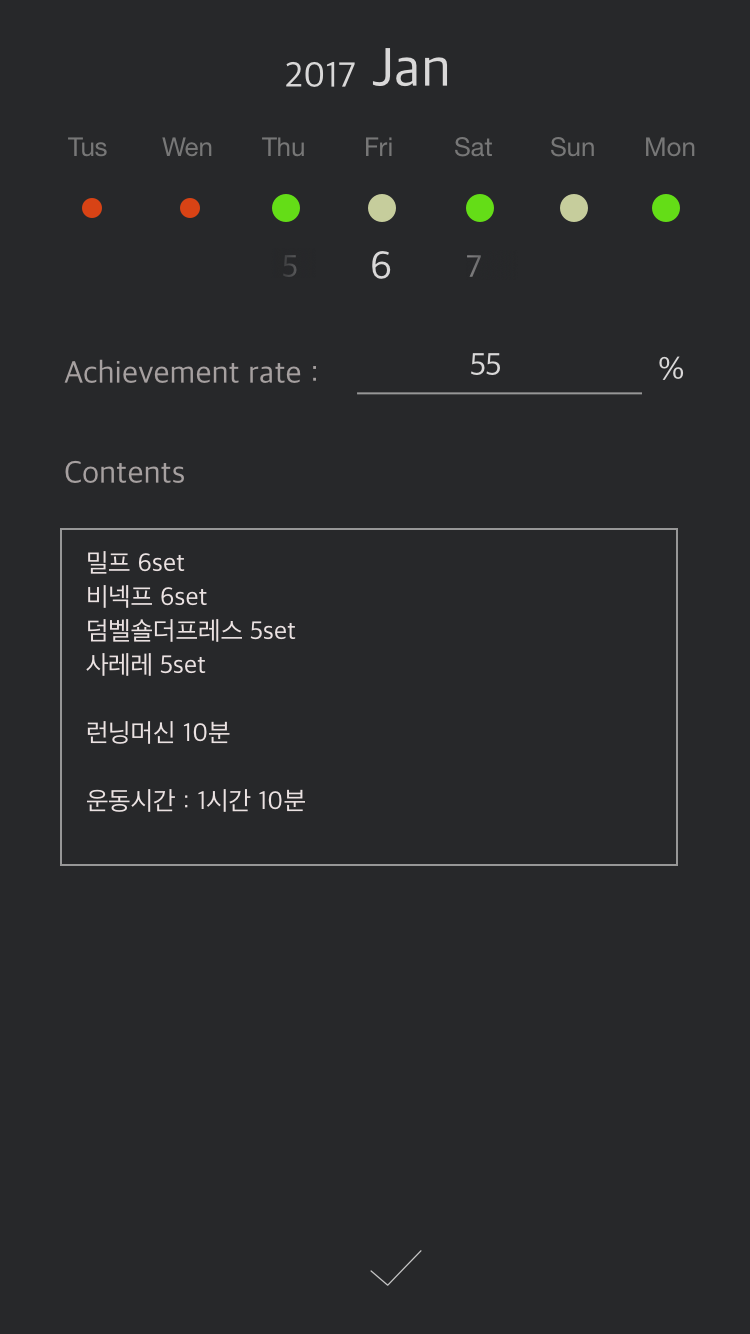 2017 Jan
Tus Wen Thu Fri Sat Sun Mon
5 6 7
Achievement rate : 55 %
Contents
밀프 6set
비넥프 6set
덤벨숄더프레스 5set
사레레 5set
런닝머신 10분
운동시간 : 1시간 10분